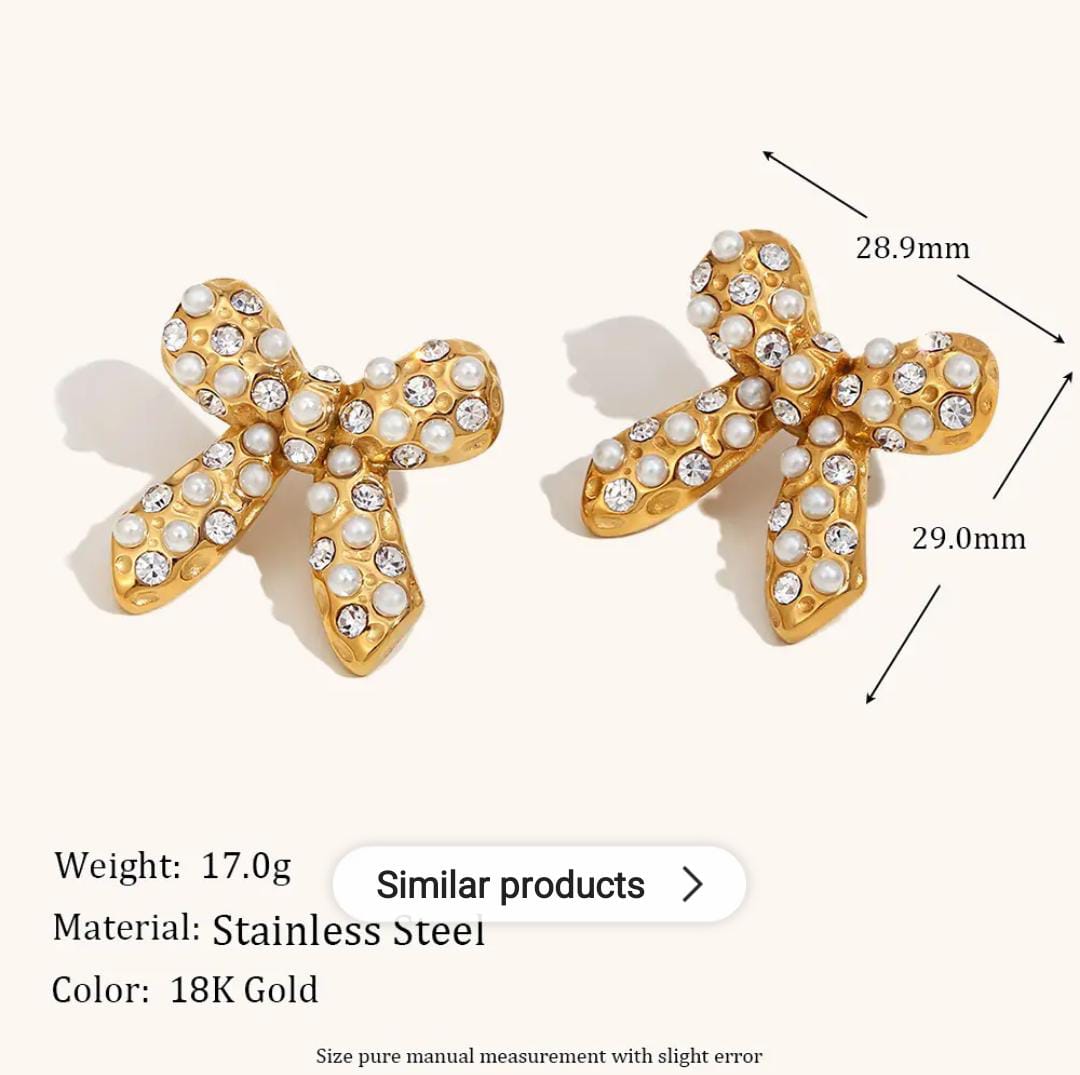 28.9mm
29.0mm
Weight: 17.0g
Similar products
Material: Stainless Steel
Color: 18K Gold
Size pure manual measurement with slight error